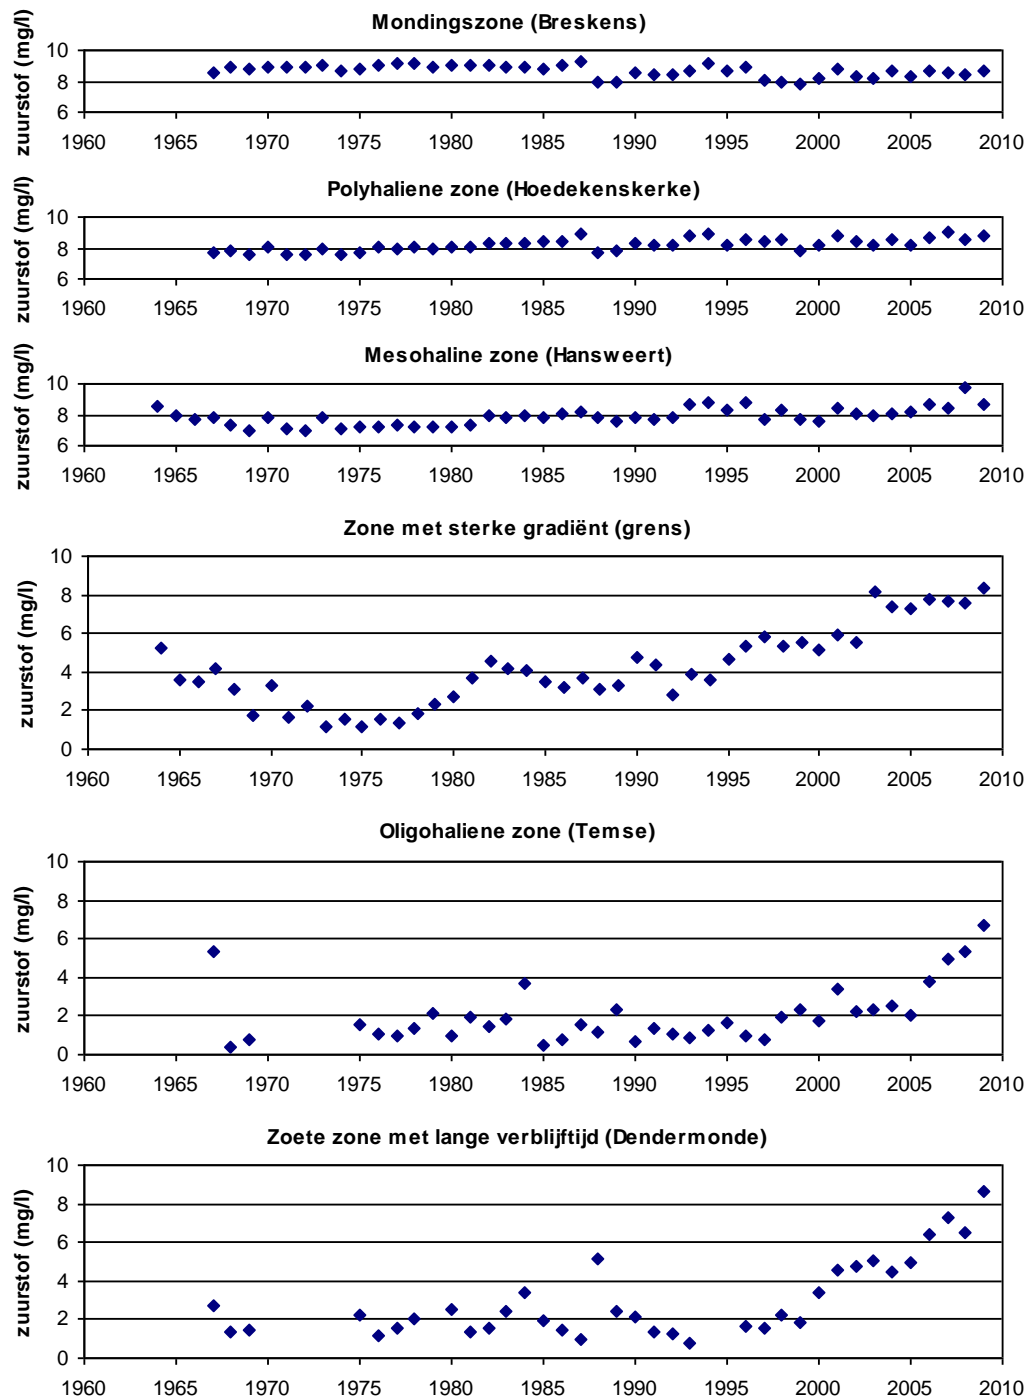 Mondingszone (Breskens)
zuurstof (mg/l)
10
8
6
1960 1965 1970 1975 1980 1985 1990 1995 2000 2005 2010
Polyhaliene zone (Hoedekenskerke)
zuurstof (mg/l)
10
8
6
1960 1965 1970 1975 1980 1985 1990 1995 2000 2005 2010
Mesohaline zone (Hansweert)
zuurstof (mg/l)
10
8
6
1960 1965 1970 1975 1980 1985 1990 1995 2000 2005 2010
Zone met sterke gradiënt (grens)
zuurstof (mg/l)
10
8
6
4
2
0
1960 1965 1970 1975 1980 1985 1990 1995 2000 2005 2010
Oligohaliene zone (Temse)
zuurstof (mg/l)
10
8
6
4
2
0
1960 1965 1970 1975 1980 1985 1990 1995 2000 2005 2010
Zoete zone met lange verblijftijd (Dendermonde)
zuurstof (mg/l)
10
8
6
4
2
0
1960 1965 1970 1975 1980 1985 1990 1995 2000 2005 2010